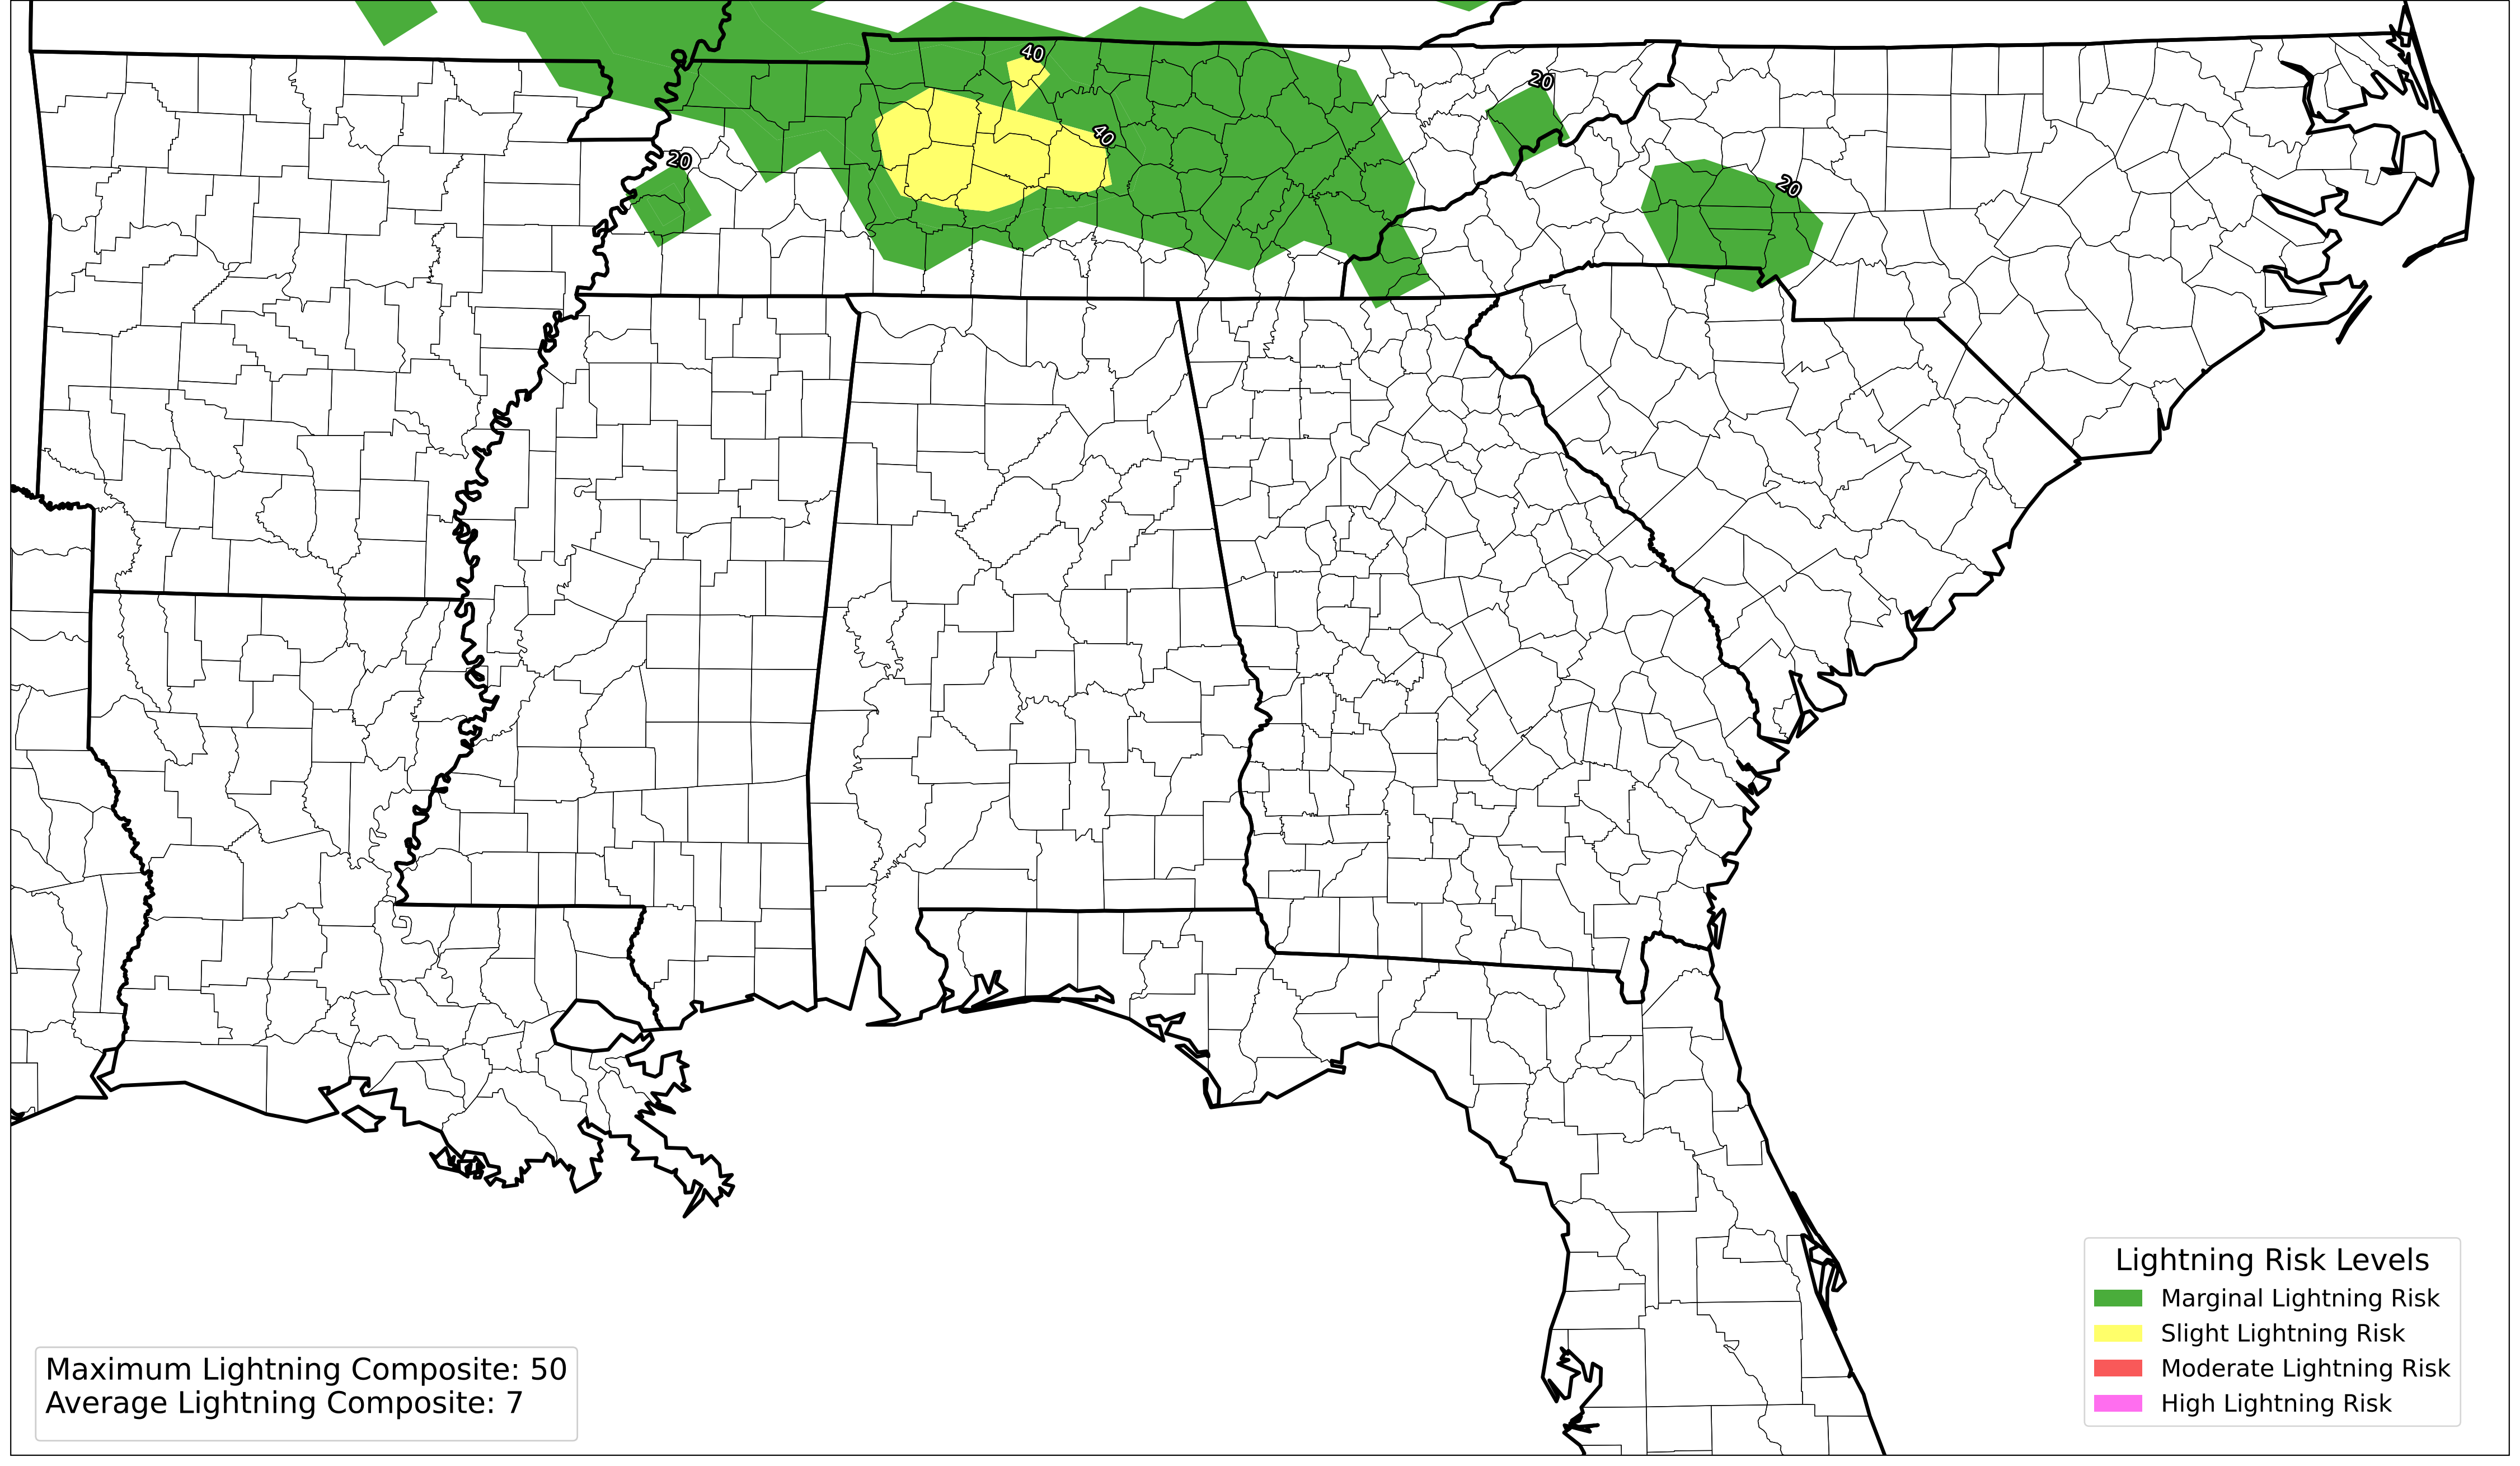 40
20
40
20
20
Lightning Risk Levels
Marginal Lightning Risk
Slight Lightning Risk
Moderate Lightning Risk
High Lightning Risk
Maximum Lightning Composite: 50
Average Lightning Composite: 7